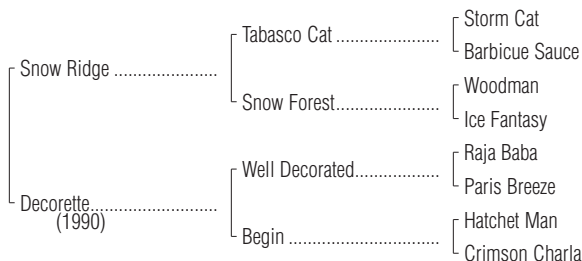 Storm Cat
Tabasco Cat ......................
Barbicue Sauce
Snow Ridge ......................
Woodman
Snow Forest......................
Ice Fantasy
Raja Baba
Well Decorated..................
Paris Breeze
Decorette...........................
(1990)
Hatchet Man
Begin ................................
Crimson Charla